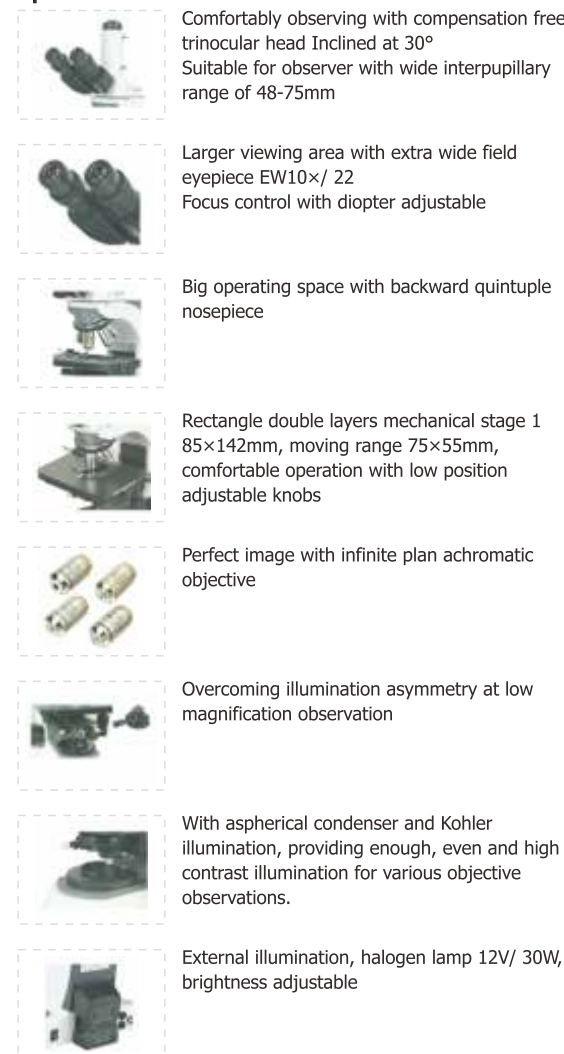 Comfortably observing with compensation free
trinocular head Inclined at 30°
Suitable for observer with wide interpupillary
range of 48-75mm
Larger viewing area with extra wide field
eyepiece EW10×/ 22
Focus control with diopter adjustable
Big operating space with backward quintuple
nosepiece
Rectangle double layers mechanical stage 1
85×142mm, moving range 75×55mm,
comfortable operation with low position
adjustable knobs
Perfect image with infinite plan achromatic
objective
Overcoming illumination asymmetry at low
magnification observation
With aspherical condenser and Kohler
illumination, providing enough, even and high
contrast illumination for various objective
observations.
External illumination, halogen lamp 12V/ 30W,
brightness adjustable